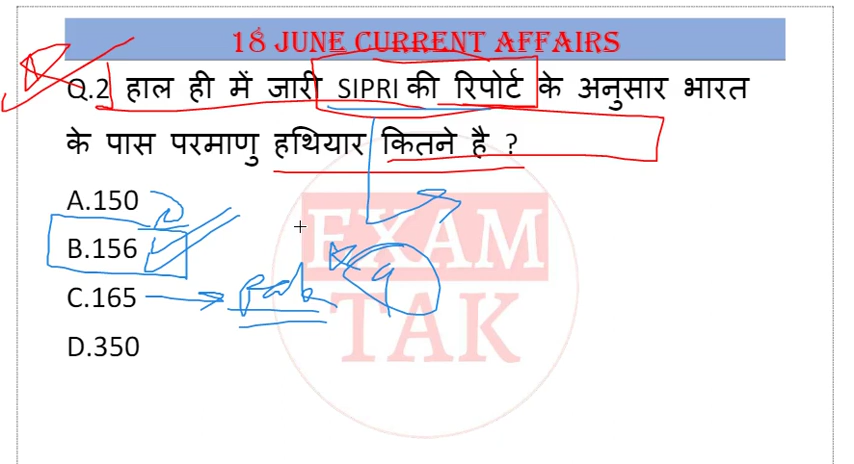 18 JUNE CURRENT AFFAIRS
Q.2 हाल ही में जारी SIPRI की रिपोर्ट के अनुसार भारत
के पास परमाणु हथियार कितने है ?
A.150
B.156
C.165
D.350
EXAM
TAK